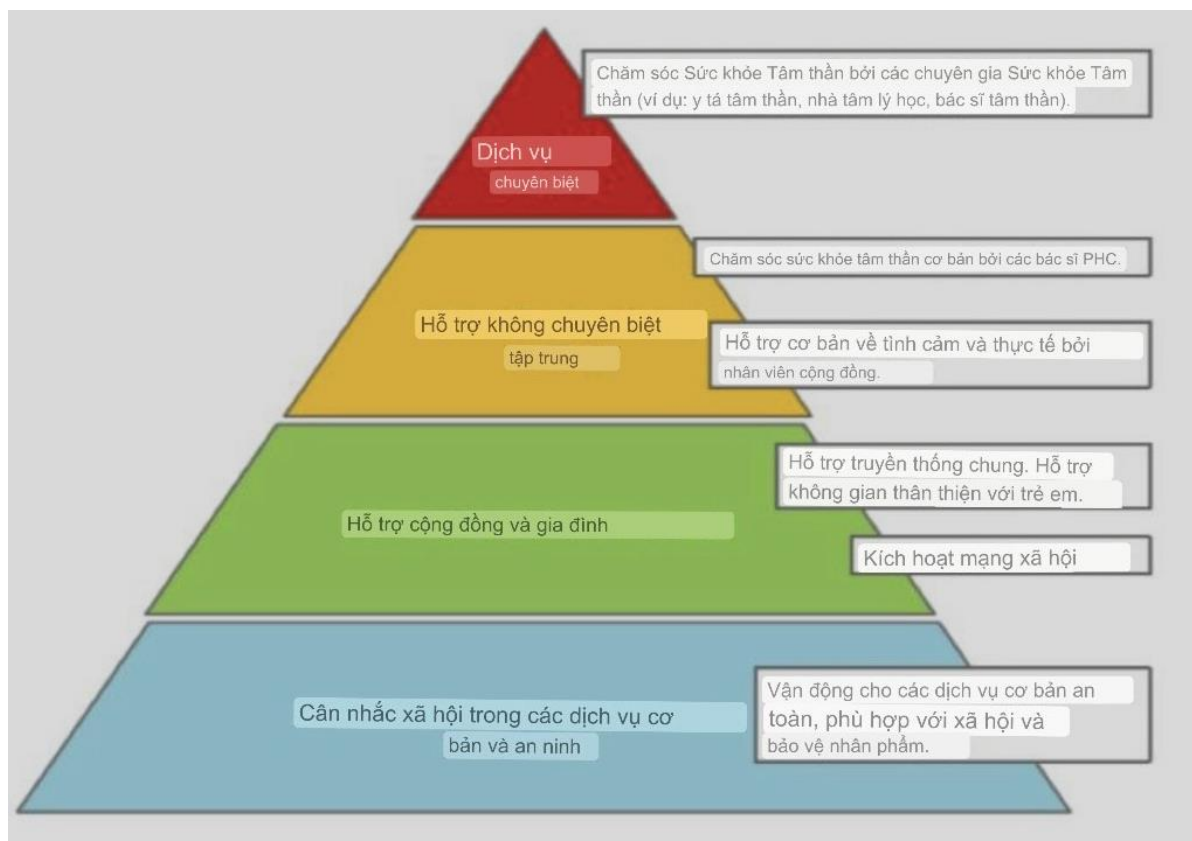 Chăm sóc Sức khỏe Tâm thần bởi các chuyên gia Sức khỏe Tâm
thần (ví dụ: y tá tâm thần, nhà tâm lý học, bác sĩ tâm thần).
Dịch vụ
chuyên biệt
Chăm sóc sức khỏe tâm thần cơ bản bởi các bác sĩ PHC.
Hỗ trợ không chuyên biệt
tập trung
Hỗ trợ cơ bản về tình cảm và thực tế bởi
nhân viên cộng đồng.
Hỗ trợ truyền thống chung. Hỗ trợ
không gian thân thiện với trẻ em.
Hỗ trợ cộng đồng và gia đình
Kích hoạt mạng xã hội
Cân nhắc xã hội trong các dịch vụ cơ
bản và an ninh
Vận động cho các dịch vụ cơ bản an
toàn, phù hợp với xã hội và
bảo vệ nhân phẩm.